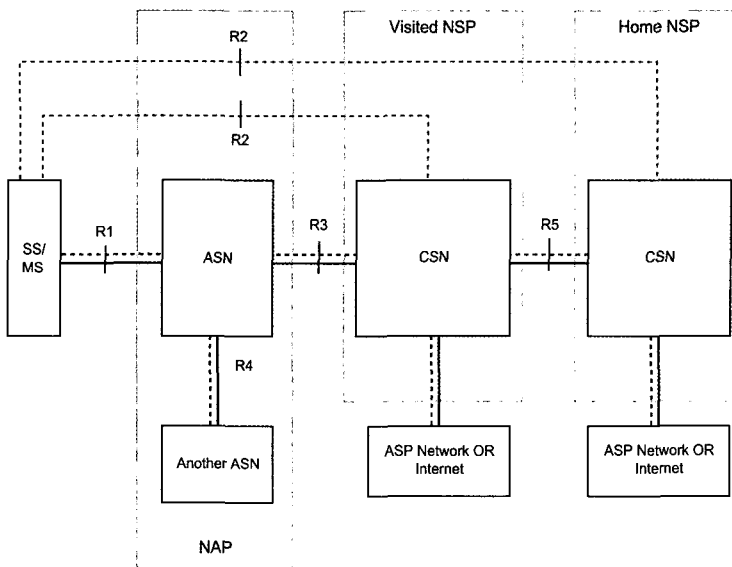 R2
Visited NSP
Home NSP
R2
SS/
MS
R1
ASN
R3
CSN
R5
CSN
R4
Another ASN
ASP Network OR
Internet
ASP Network OR
Internet
NAP